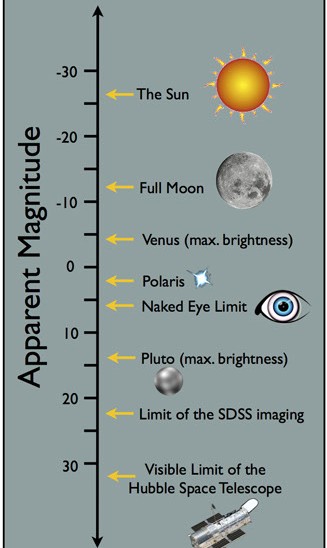 Apparent Magnitude
-30
The Sun
-20
Full Moon
-10
Venus (max. brightness)
0
Polaris
Naked Eye Limit
10
Pluto (max. brightness)
20
Limit of the SDSS imaging
30
Visible Limit of the
Hubble Space Telescope